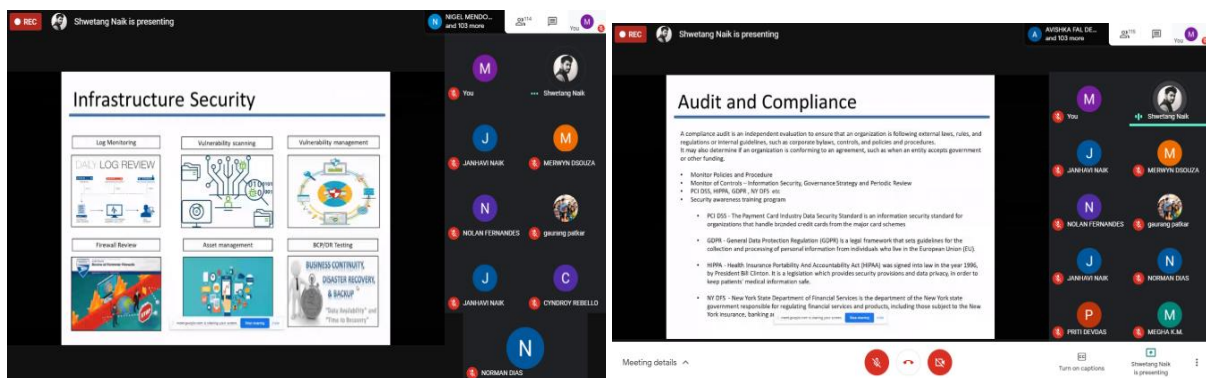 REC
Shwetang Naik is presenting
NIGEL MENDO...
and 103 more
114
You
Infrastructure Security
Log Monitoring
Vulnerability scanning
Vulnerability management
DAILY LOG REVIEW
Firewall Review
Asset management
BCP/DR Testing
BUSINESS CONTINUITY,
DISASTER RECOVERY,
& BACKUP
"Data Availability" and
"Time to Recovery"
M
You
Shwetang Naik
J
JANHAVI NAIK
M
MERWYN DSOUZA
N
NOLAN FERNANDES
gaurang patkar
J
JANHAVI NAIK
C
CYNDROY REBELLO
N
NORMAN DIAS
REC
Shwetang Naik is presenting
AVISHKA FAL DE...
and 103 more
You
Audit and Compliance
A compliance audit is an independent evaluation to ensure that an organization is following external laws, rules, and
regulations or internal guidelines, such as corporate bylaws, controls, and policies and procedures.
It may also determine if an organization is conforming to an agreement, such as when an entity accepts government
or other funding.
• Monitor Policies and Procedure
• Monitor of Controls – Information Security, Governance Strategy and Periodic Review
• PCI DSS, HIPPA, GDPR , NY DFS etc
• Security awareness training program
• PCI DSS - The Payment Card Industry Data Security Standard is an information security standard for
organizations that handle branded credit cards from the major card schemes
• GDPR - General Data Protection Regulation (GDPR) is a legal framework that sets guidelines for the
collection and processing of personal information from individuals who live in the European Union (EU).
• HIPPA - Health Insurance Portability And Accountability Act (HIPAA) was signed into law in the year 1996,
by President Bill Clinton. It is a legislation which provides security provisions and data privacy, in order to
keep patients' medical information safe.
• NY DFS - New York State Department of Financial Services is the department of the New York state
government responsible for regulating financial services and products, including those subject to the New
York insurance, banking
M
You
Shwetang Naik
J
JANHAVI NAIK
M
MERWYN DSOUZA
N
NOLAN FERNANDES
gaurang patkar
J
JANHAVI NAIK
N
NORMAN DIAS
P
PRITI DEVDAS
M
MEGHA K.M.
Meeting details
Turn on captions
Shwetang Naik
is presenting